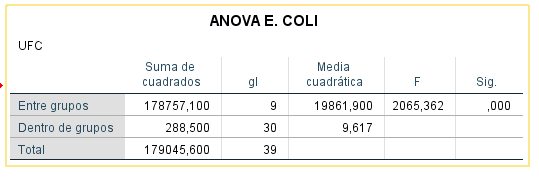 ANOVA E. COLI
UFC
Suma de cuadrados gl Media cuadrática F Sig.
Entre grupos 178757,100 9 19861,900 2065,362 ,000
Dentro de grupos 288,500 30 9,617
Total 179045,600 39